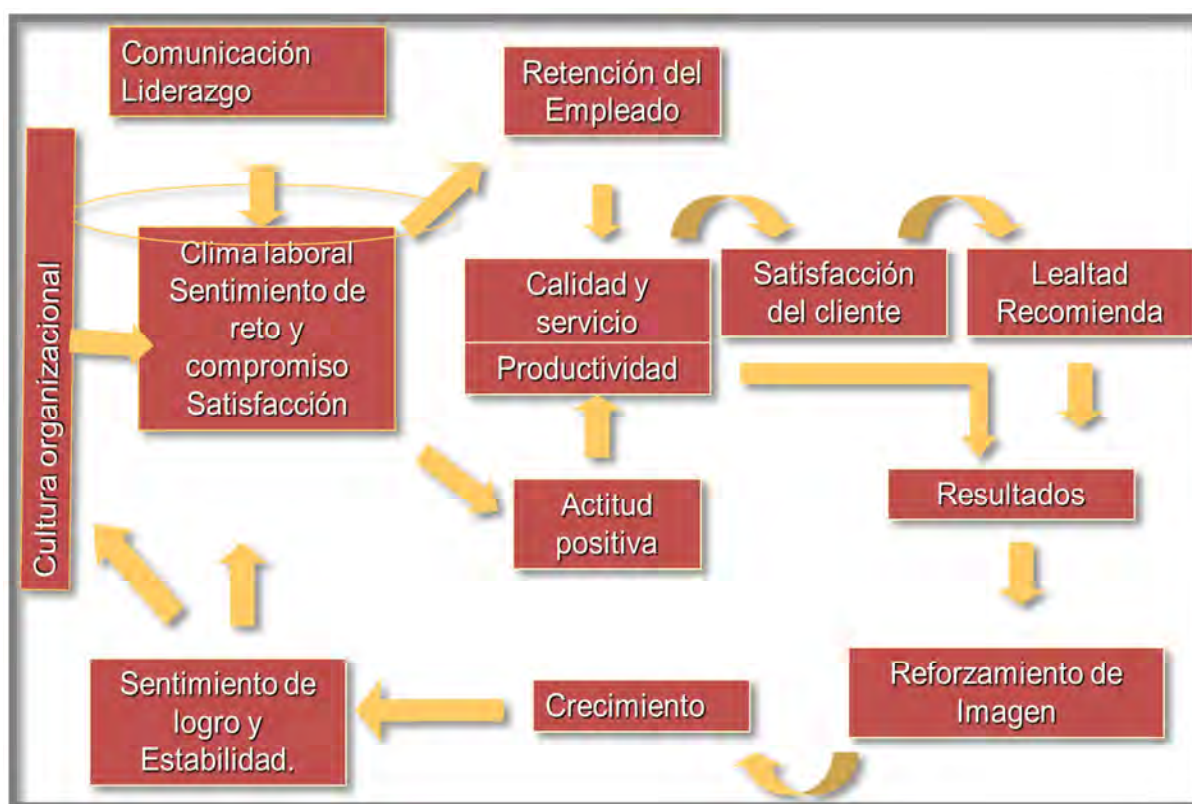 Comunicación
Liderazgo
Retención del
Empleado
Cultura organizacional
Clima laboral
Sentimiento de
reto y
compromiso
Satisfacción
Calidad y
servicio
Productividad
Satisfacción
del cliente
Lealtad
Recomienda
Actitud
positiva
Resultados
Sentimiento de
logro y
Estabilidad.
Crecimiento
Reforzamiento de
Imagen